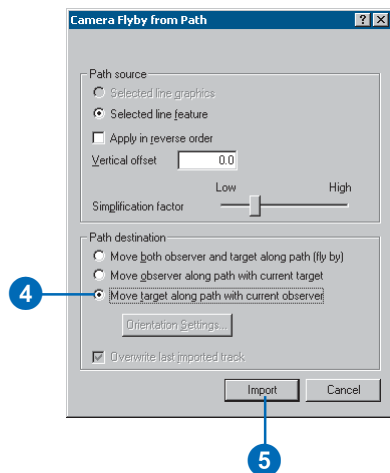 Camera Flyby from Path
Path source
Selected line graphics
Selected line feature
Apply in reverse order
Vertical offset 0.0
Low High
Simplification factor
Path destination
Move both observer and target along path (fly by)
Move observer along path with current target
4 Move target along path with current observer
Orientation Settings...
Overwrite last imported track
Import Cancel
5